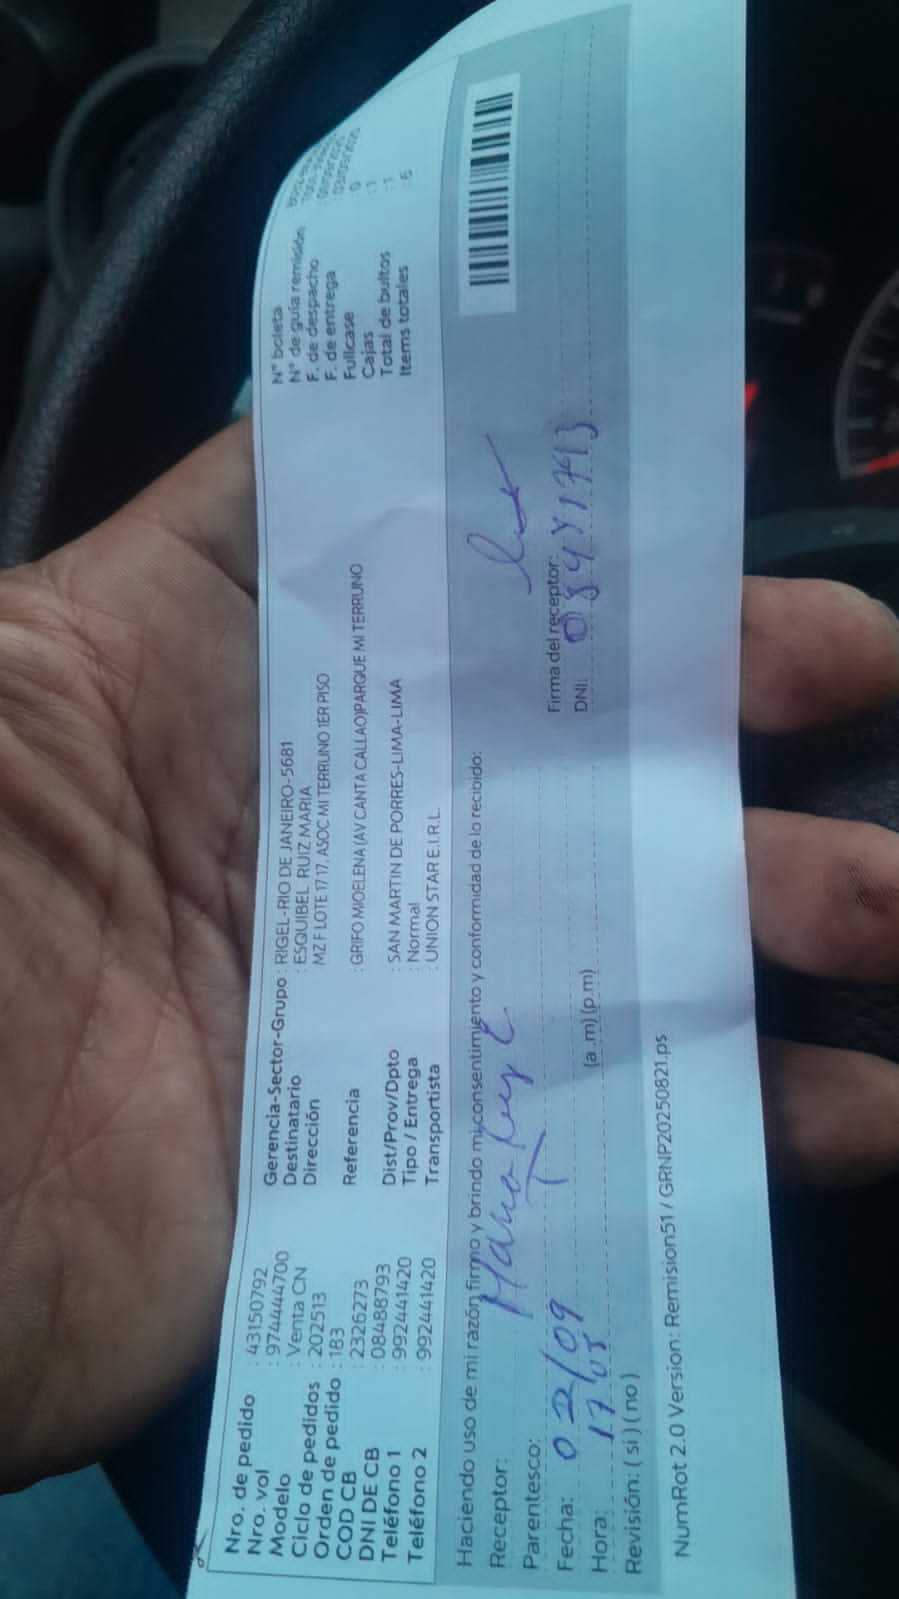 Nro. de pedido : 43150792
Nro. vol : 974444700
Modelo : Venta CN
Ciclo de pedidos : 202513
Orden de pedido : 183
COD CB : 2326273
DNI DE CB : 08488793
Teléfono 1 : 992441420
Teléfono 2 : 992441420
Gerencia-Sector-Grupo : RIGEL-RIO DE JANEIRO-5681
Destinatario : ESQUIBEL RUIZ MARIA
Dirección MZ F LOTE 17 17, ASOC MI TERRUNO 1ER PISO
Referencia : GRIFO MIOELENA (AV CANTA CALLAO)PARQUE MI TERRUNO
Dist/Prov/Dpto : SAN MARTIN DE PORRES-LIMA-LIMA
Tipo / Entrega : Normal
Transportista : UNION STAR E.I.R.L.
N° boleta
N° de guía remisión
F. de despacho
F. de entrega
Fullcase : 0
Cajas : 1
Total de bultos : 1
Items totales : 6
Haciendo uso de mi razón, firmo y brindo my consentimiento y conformidad de lo recibido:
Receptor:
Parentesco:
Fecha: 02/09
Hora: 17 05 (a .m) (p.m)
Revisión: ( si ) ( no )
Firma del receptor:
DNI:
NumRot 2.0 Version: Remision51 / GRNP20250821.ps